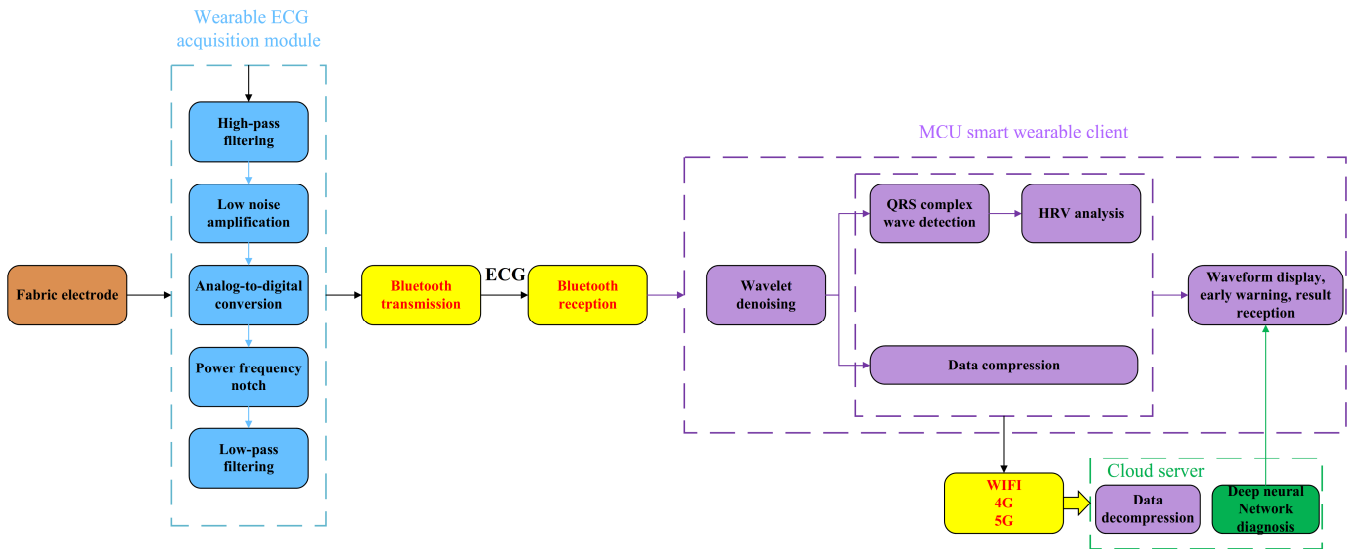 Wearable ECG
acquisition module
High-pass
filtering
Low noise
amplification
Fabric electrode
Analog-to-digital
conversion
Power frequency
notch
Low-pass
filtering
Bluetooth
transmission
ECG
Bluetooth
reception
MCU smart wearable client
Wavelet
denoising
QRS complex
wave detection
HRV analysis
Data compression
Waveform display,
early warning, result
reception
WIFI
4G
5G
Cloud server
Data
decompression
Deep neural
Network
diagnosis